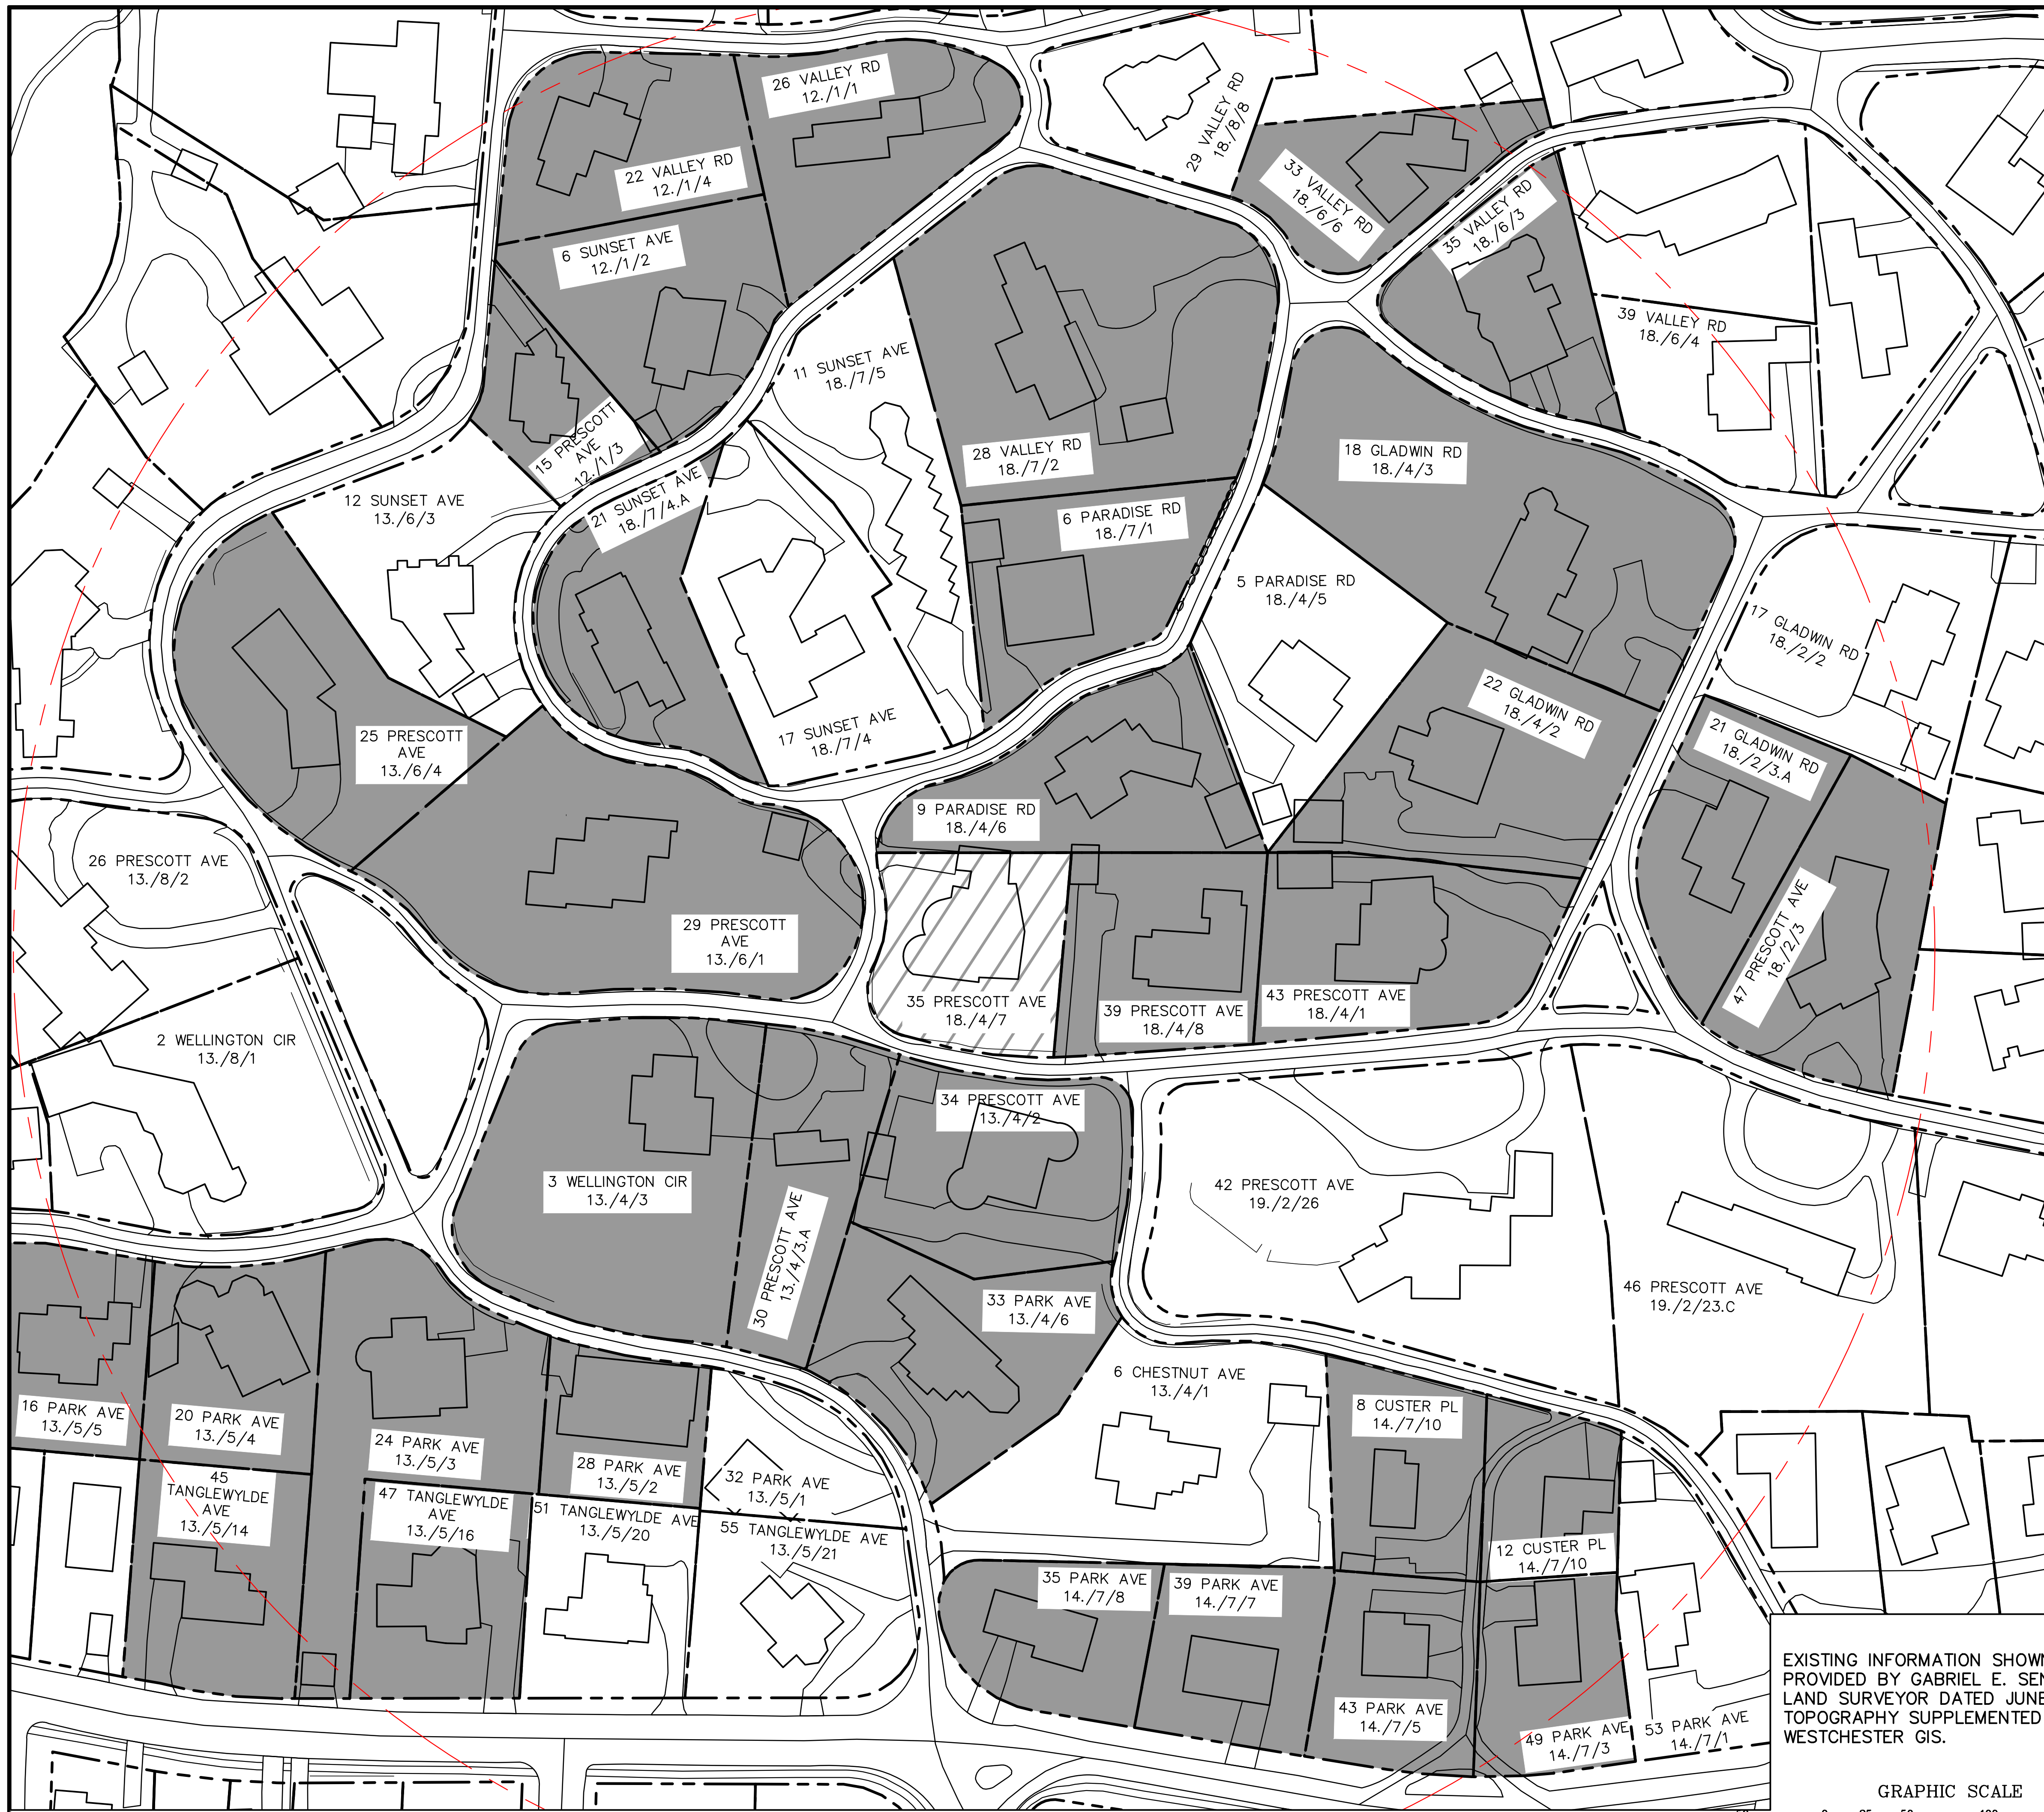 26 VALLEY RD
12./1/1
22 VALLEY RD
12./1/4
29 VALLEY RD
18./8/8
33 VALLEY RD
18./6/6
35 VALLEY RD
18./6/3
6 SUNSET AVE
12./1/2
39 VALLEY RD
18./6/4
11 SUNSET AVE
18./7/5
15 PRESCOTT
AVE
12./1/3
28 VALLEY RD
18./7/2
18 GLADWIN RD
18./4/3
12 SUNSET AVE
13./6/3
21 SUNSET AVE
18./7/4.A
6 PARADISE RD
18./7/1
5 PARADISE RD
18./4/5
17 GLADWIN RD
18./2/2
22 GLADWIN RD
18./4/2
25 PRESCOTT
AVE
13./6/4
17 SUNSET AVE
18./7/4
21 GLADWIN RD
18./2/3.A
9 PARADISE RD
18./4/6
26 PRESCOTT AVE
13./8/2
29 PRESCOTT
AVE
13./6/1
47 PRESCOTT AVE
18./2/3
35 PRESCOTT AVE
18./4/7
39 PRESCOTT AVE
18./4/8
43 PRESCOTT AVE
18./4/1
2 WELLINGTON CIR
13./8/1
34 PRESCOTT AVE
13./4/2
3 WELLINGTON CIR
13./4/3
42 PRESCOTT AVE
19./2/26
30 PRESCOTT AVE
13./4/3.A
33 PARK AVE
13./4/6
46 PRESCOTT AVE
19./2/23.C
6 CHESTNUT AVE
13./4/1
16 PARK AVE
13./5/5
20 PARK AVE
13./5/4
24 PARK AVE
13./5/3
28 PARK AVE
13./5/2
32 PARK AVE
13./5/1
8 CUSTER PL
14./7/10
45
TANGLEWYLDE
AVE
13./5/14
47 TANGLEWYLDE
AVE
13./5/16
51 TANGLEWYLDE AVE
13./5/20
55 TANGLEWYLDE AVE
13./5/21
12 CUSTER PL
14./7/10
35 PARK AVE
14./7/8
39 PARK AVE
14./7/7
43 PARK AVE
14./7/5
49 PARK AVE
14./7/3
53 PARK AVE
14./7/1
EXISTING INFORMATION SHOWN
PROVIDED BY GABRIEL E.
LAND SURVEYOR DATED JUNE
TOPOGRAPHY SUPPLEMENTED
WESTCHESTER GIS.
GRAPHIC SCALE